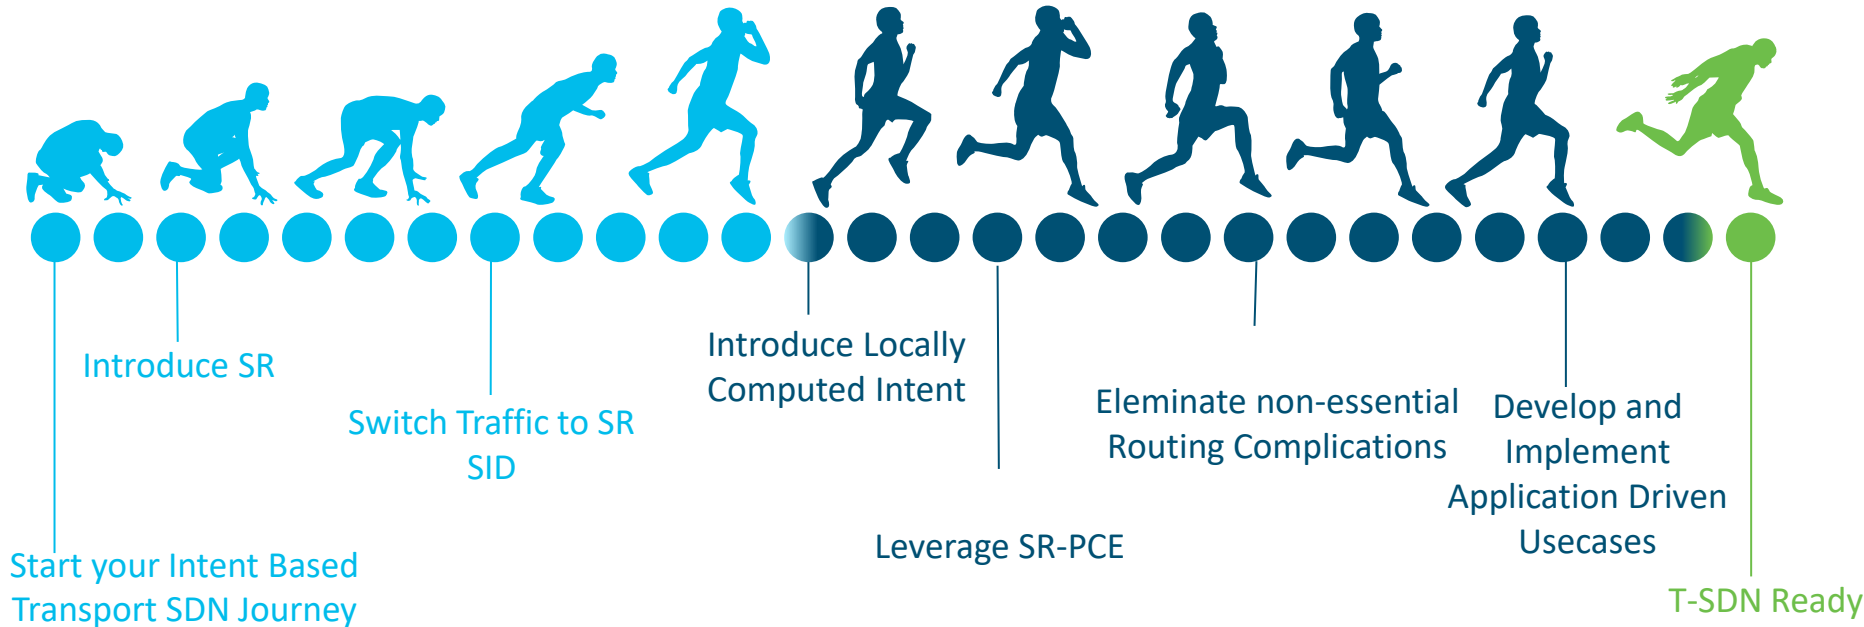 Start your Intent Based
Transport SDN Journey
Introduce SR
Switch Traffic to SR
SID
Introduce Locally
Computed Intent
Leverage SR-PCE
Eleminate non-essential
Routing Complications
Develop and
Implement
Application Driven
Usecases
T-SDN Ready